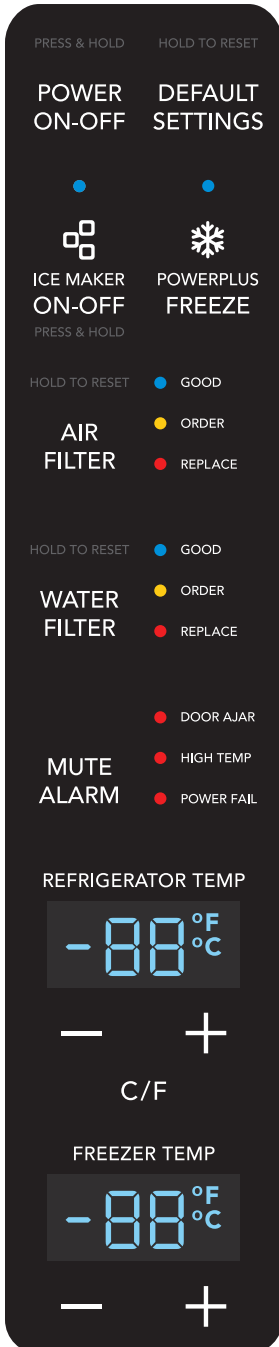 PRESS & HOLD
HOLD TO RESET
POWER
ON-OFF
DEFAULT
SETTINGS
ICE MAKER
ON-OFF
PRESS & HOLD
POWERPLUS
FREEZE
HOLD TO RESET
AIR
FILTER
GOOD
ORDER
REPLACE
HOLD TO RESET
WATER
FILTER
GOOD
ORDER
REPLACE
MUTE
ALARM
DOOR AJAR
HIGH TEMP
POWER FAIL
REFRIGERATOR TEMP
-88 °F
°C
— +
C/F
FREEZER TEMP
-88 °F
°C
— +